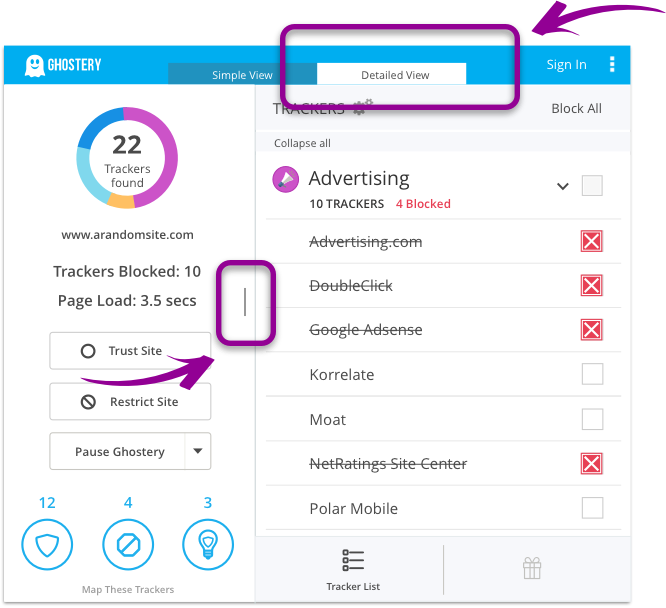 GHOSTERY
Simple View
Detailed View
Sign In
22
Trackers
found
www.arandomsite.com
Trackers Blocked: 10
Page Load: 3.5 secs
Trust Site
Restrict Site
Pause Ghostery
12 4 3
Map These Trackers
TRACKERS
Block All
Collapse all
Advertising
10 TRACKERS 4 Blocked
Advertising.com
DoubleClick
Google Adsense
Korrelate
Moat
NetRatings Site Center
Polar Mobile
Tracker List